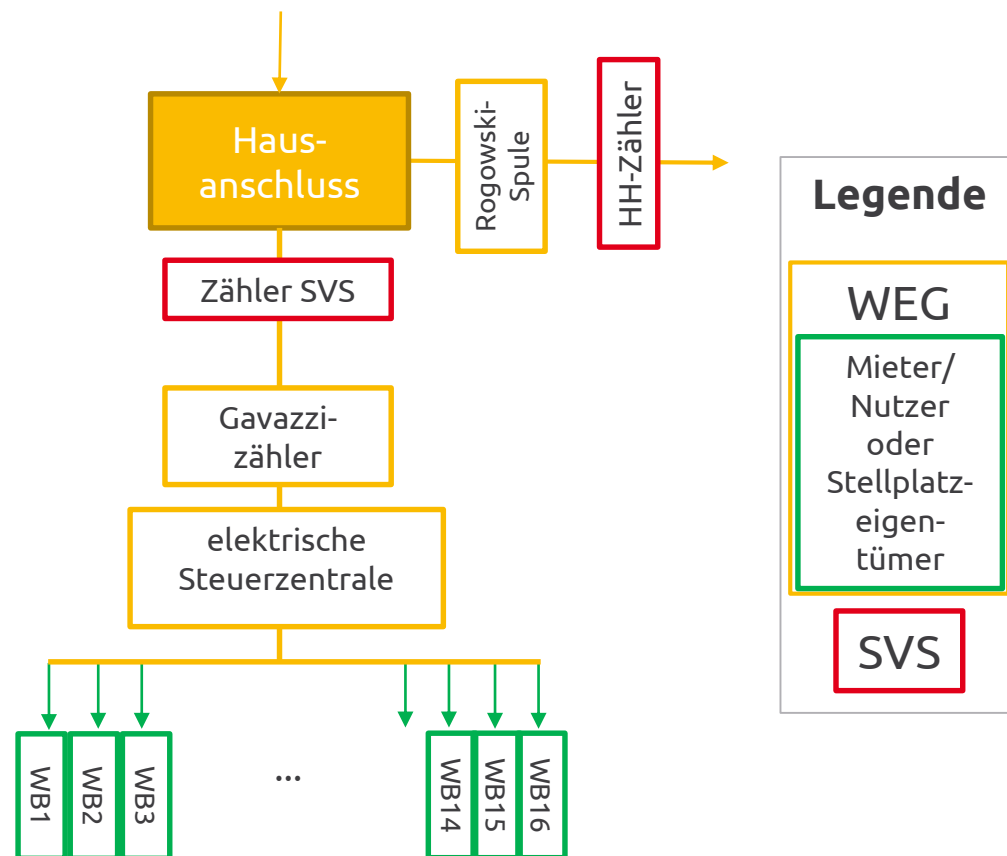 Haus-
anschluss
Rogowski-
Spule
HH-Zähler
Zähler SVS
Gavazzi-
zähler
elektrische
Steuerzentrale
WB1
WB2
WB3
...
WB14
WB15
WB16
Legende
WEG
Mieter/
Nutzer
oder
Stellplatz-
eigen-
tümer
SVS